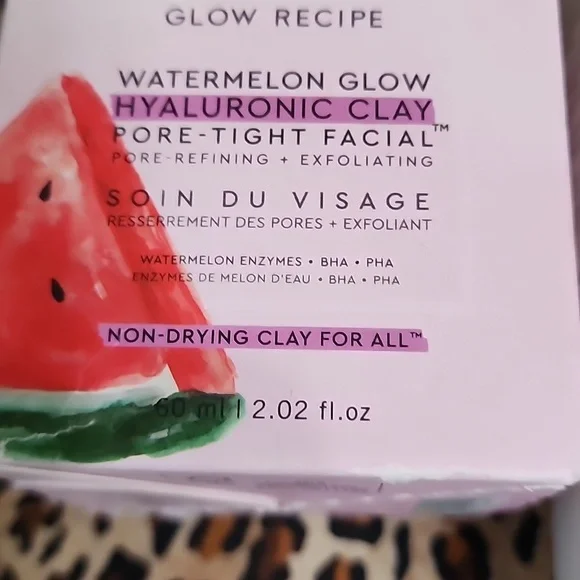 GLOW RECIPE
WATERMELON GLOW
HYALURONIC CLAY
PORE-TIGHT FACIAL™
PORE-REFINING + EXFOLIATING
SOIN DU VISAGE
RESSERREMENT DES PORES + EXFOLIANT
WATERMELON ENZYMES • BHA • PHA
ENZYMES DE MELON D'EAU • BHA • PHA
NON-DRYING CLAY FOR ALL™
60 ml | 2.02 fl.oz